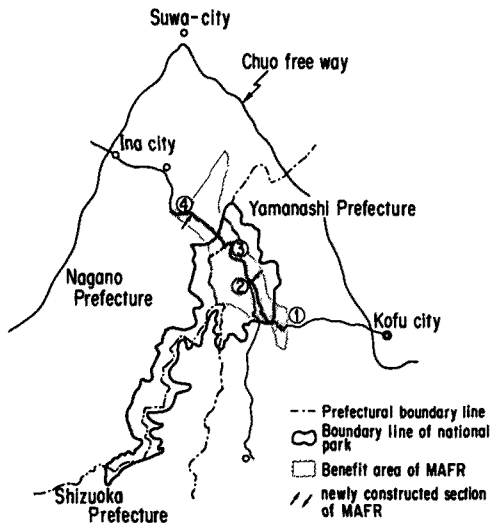 Suwa-city
Chuo free way
Ina city
④
Yamanashi Prefecture
③
Nagano
Prefecture
②
①
Kofu city
Prefectural boundary line
Boundary line of national
park
Benefit area of MAFR
newly constructed section
of MAFR
Shizuoka
Prefecture